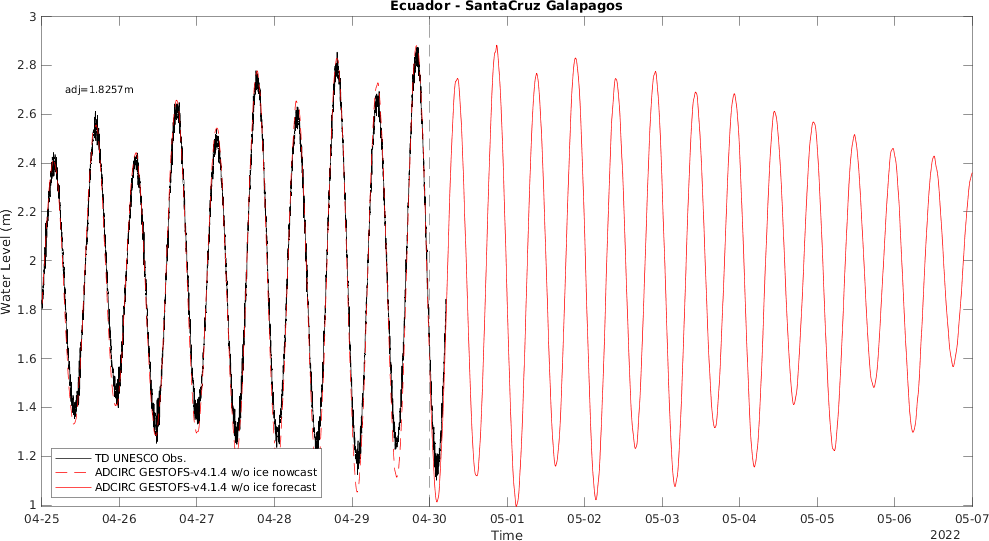 Ecuador - SantaCruz Galapagos
3
2.8
adj=1.8257m
2.6
2.4
2.2
2
Water Level (m)
1.8
1.6
1.4
1.2
1
TD UNESCO Obs.
ADCIRC GESTOFS-v4.1.4 w/o ice nowcast
ADCIRC GESTOFS-v4.1.4 w/o ice forecast
04-25 04-26 04-27 04-28 04-29 04-30 05-01 05-02 05-03 05-04 05-05 05-06 05-07
Time
2022